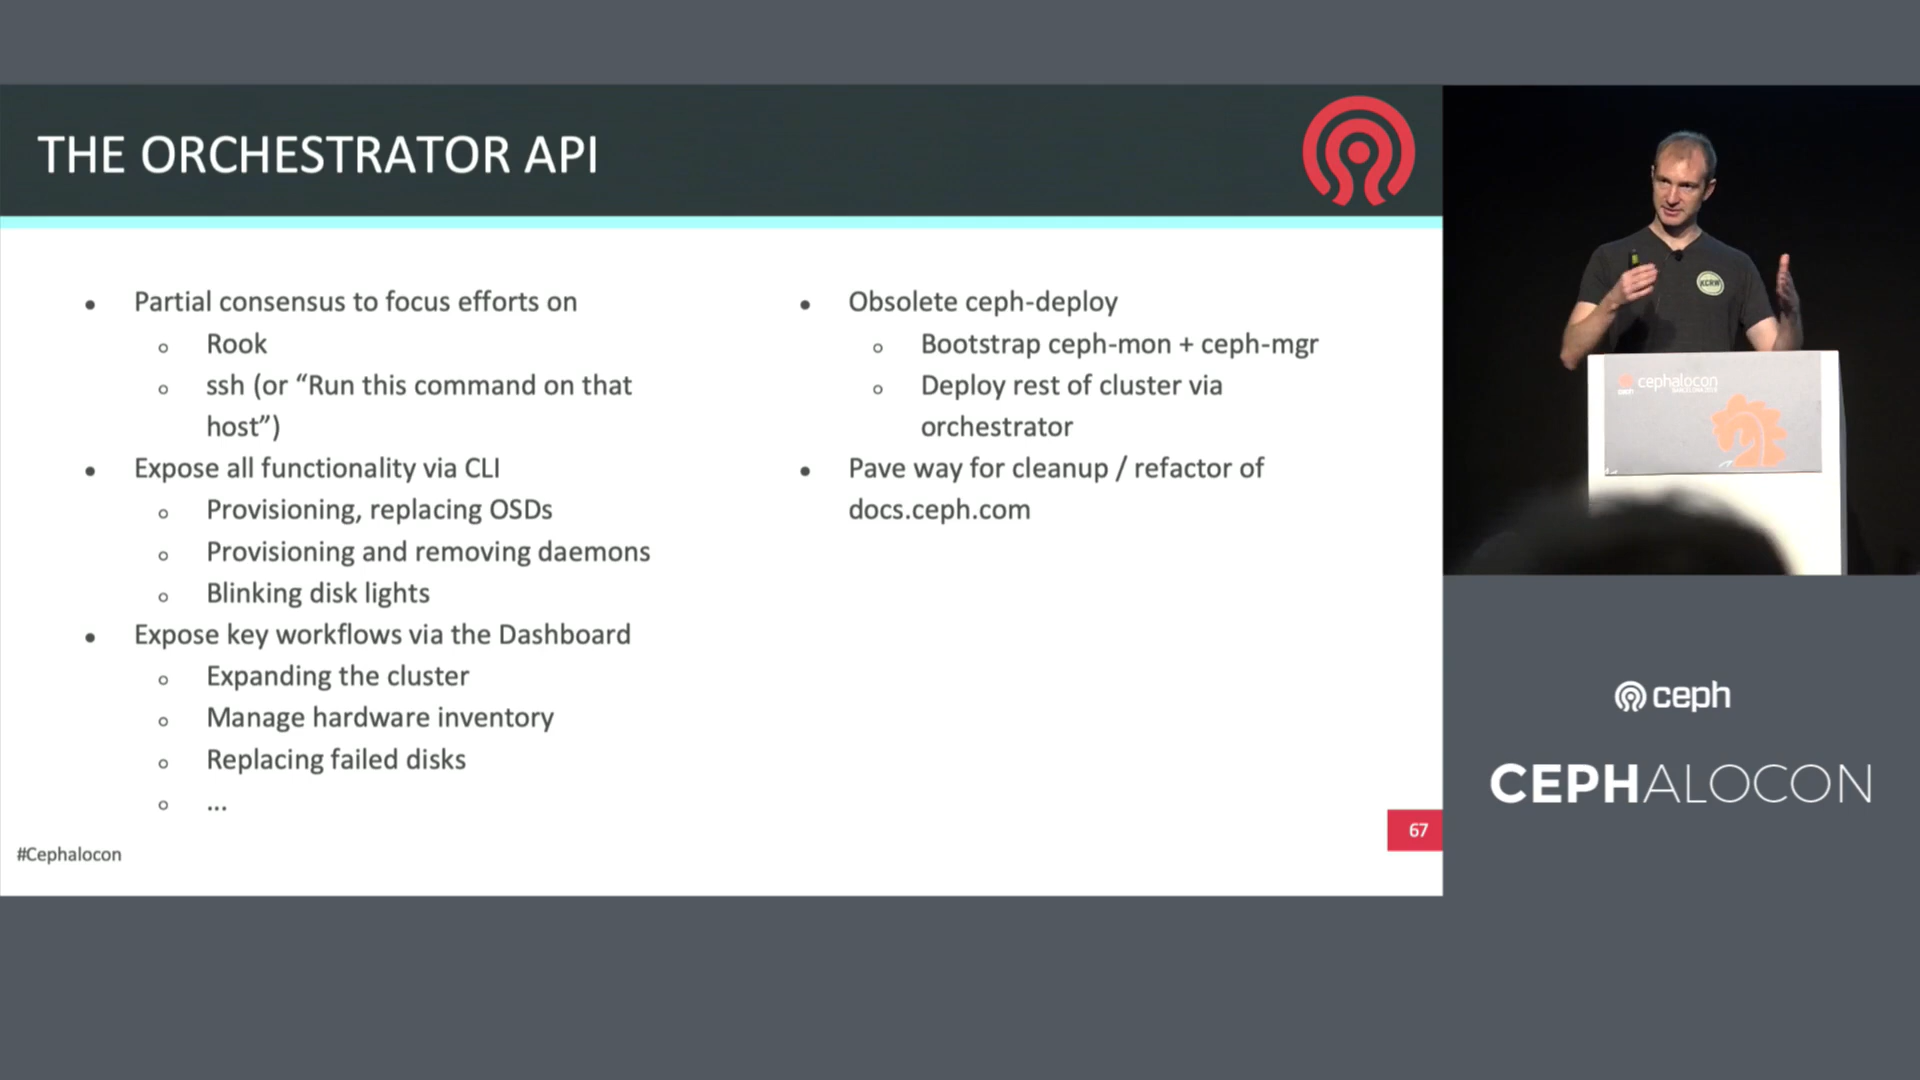 THE ORCHESTRATOR API
Partial consensus to focus efforts on
Rook
ssh (or “Run this command on that
host”)
Expose all functionality via CLI
Provisioning, replacing OSDs
Provisioning and removing daemons
Blinking disk lights
Expose key workflows via the Dashboard
Expanding the cluster
Manage hardware inventory
Replacing failed disks
...
Obsolete ceph-deploy
Bootstrap ceph-mon + ceph-mgr
Deploy rest of cluster via
orchestrator
Pave way for cleanup / refactor of
docs.ceph.com
67
#Cephalocon
KCRW
cephalocon
ceph
CEPHALOCON